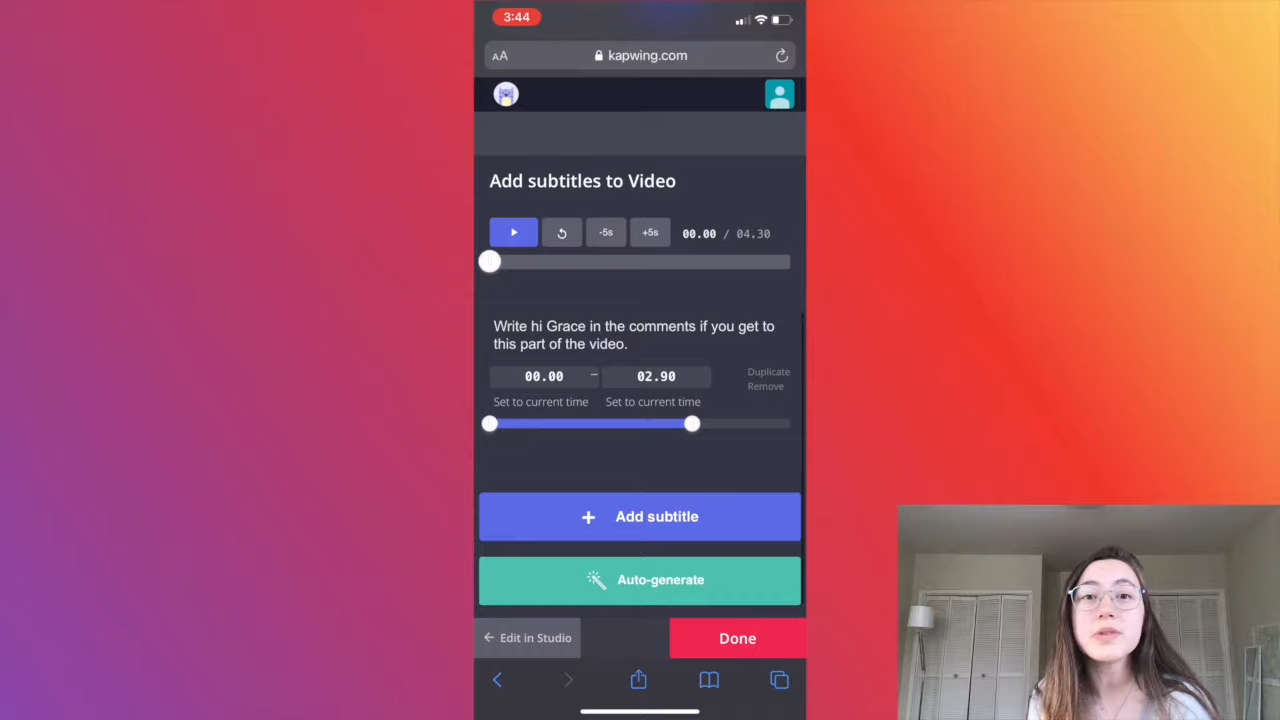 3:44
AA
kapwing.com
Add subtitles to Video
-5s
+5s
00.00 / 04.30
Write hi Grace in the comments if you get to
this part of the video.
00.00 – 02.90
Duplicate
Remove
Set to current time
Set to current time
+ Add subtitle
Auto-generate
← Edit in Studio
Done